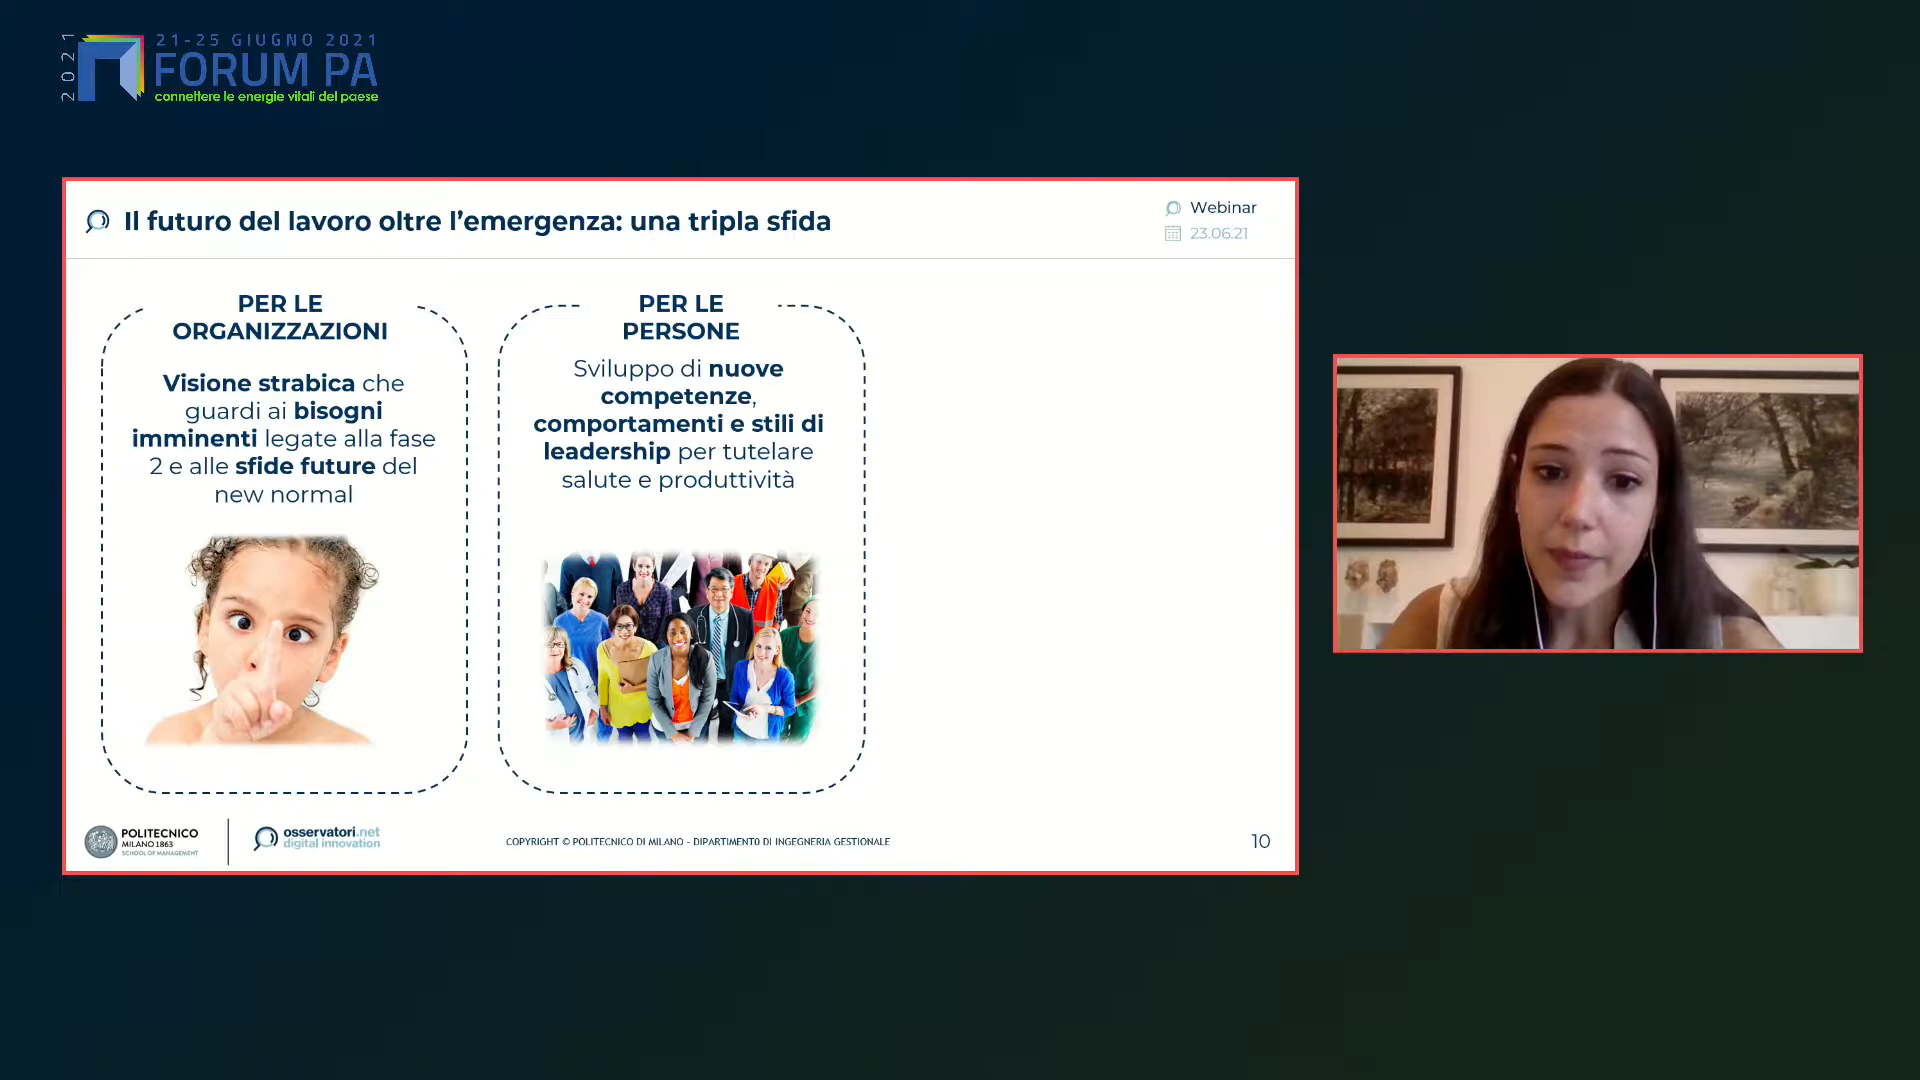 2021
21-25 GIUGNO 2021
FORUM PA
connettere le energie vitali del paese
Il futuro del lavoro oltre l’emergenza: una tripla sfida
Webinar
23.06.21
PER LE
ORGANIZZAZIONI
Visione strabica che
guardi ai bisogni
imminenti legate alla fase
2 e alle sfide future del
new normal
PER LE
PERSONE
Sviluppo di nuove
competenze,
comportamenti e stili di
leadership per tutelare
salute e produttività
POLITECNICO
MILANO 1863
SCHOOL OF MANAGEMENT
osservatori.net
digital innovation
COPYRIGHT © POLITECNICO DI MILANO - DIPARTIMENTO DI INGEGNERIA GESTIONALE
10